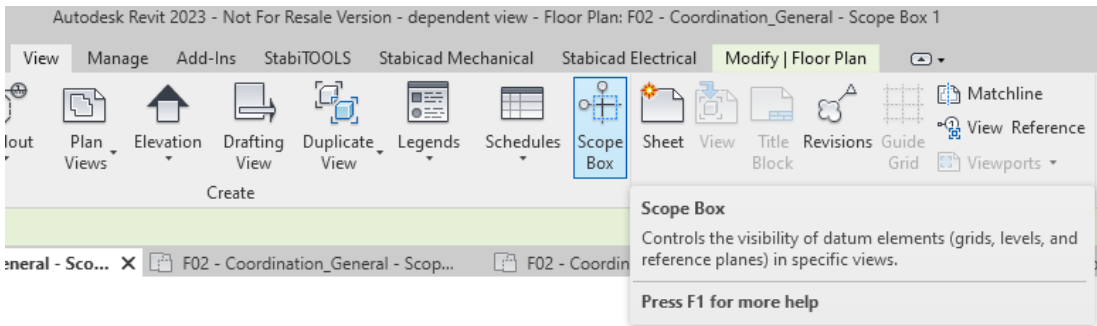 Autodesk Revit 2023 - Not For Resale Version - dependent view - Floor Plan: F02 - Coordination_General - Scope Box 1
View Manage Add-Ins StabiTOOLS Stabicad Mechanical Stabicad Electrical Modify | Floor Plan
lout
Plan Views
Elevation
Drafting View
Duplicate View
Legends
Schedules
Scope Box
Sheet
View
Title Block
Revisions
Guide Grid
Matchline
View Reference
Viewports
Create
Scope Box
Controls the visibility of datum elements (grids, levels, and
reference planes) in specific views.
Press F1 for more help
eneral - Sco... F02 - Coordination_General - Scop... F02 - Coordin